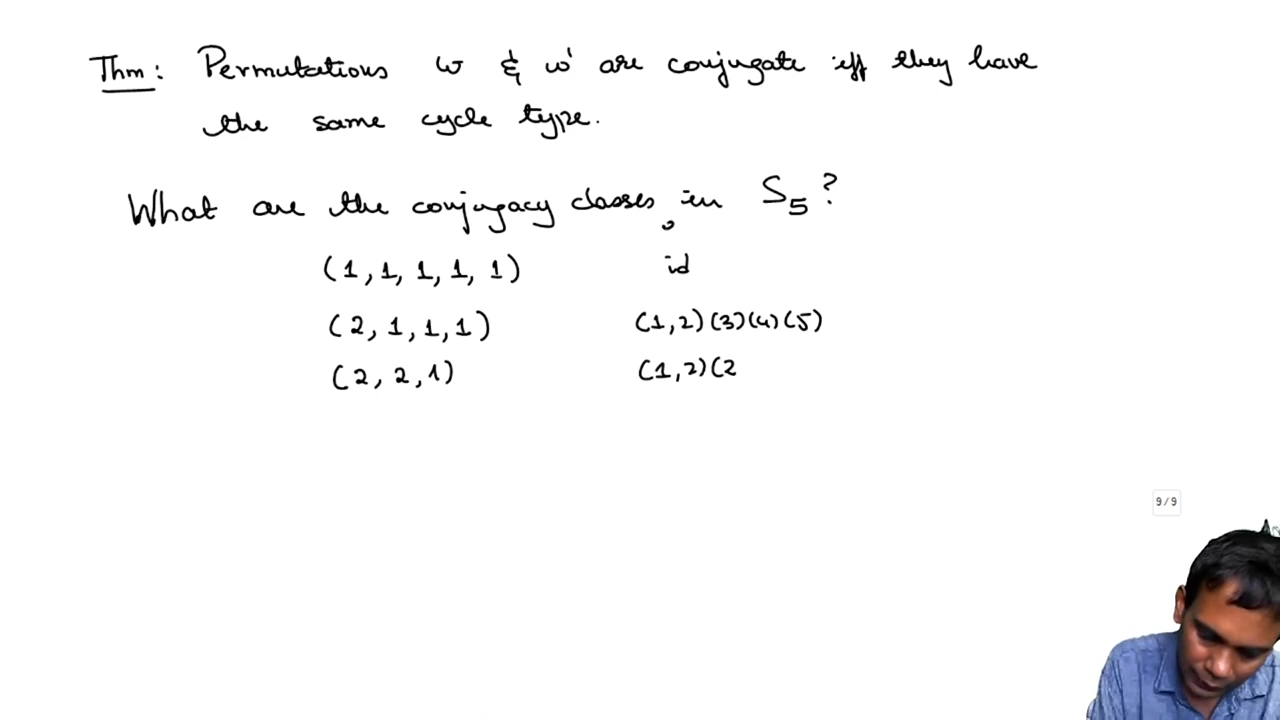 Thm: Permutations w & w' are conjugate iff they have
the same cycle type.
What are the conjugacy classes in S₅?
(1, 1, 1, 1, 1) id
(2, 1, 1, 1) (1,2)(3)(4)(5)
(2, 2, 1) (1,2)(2
9/9